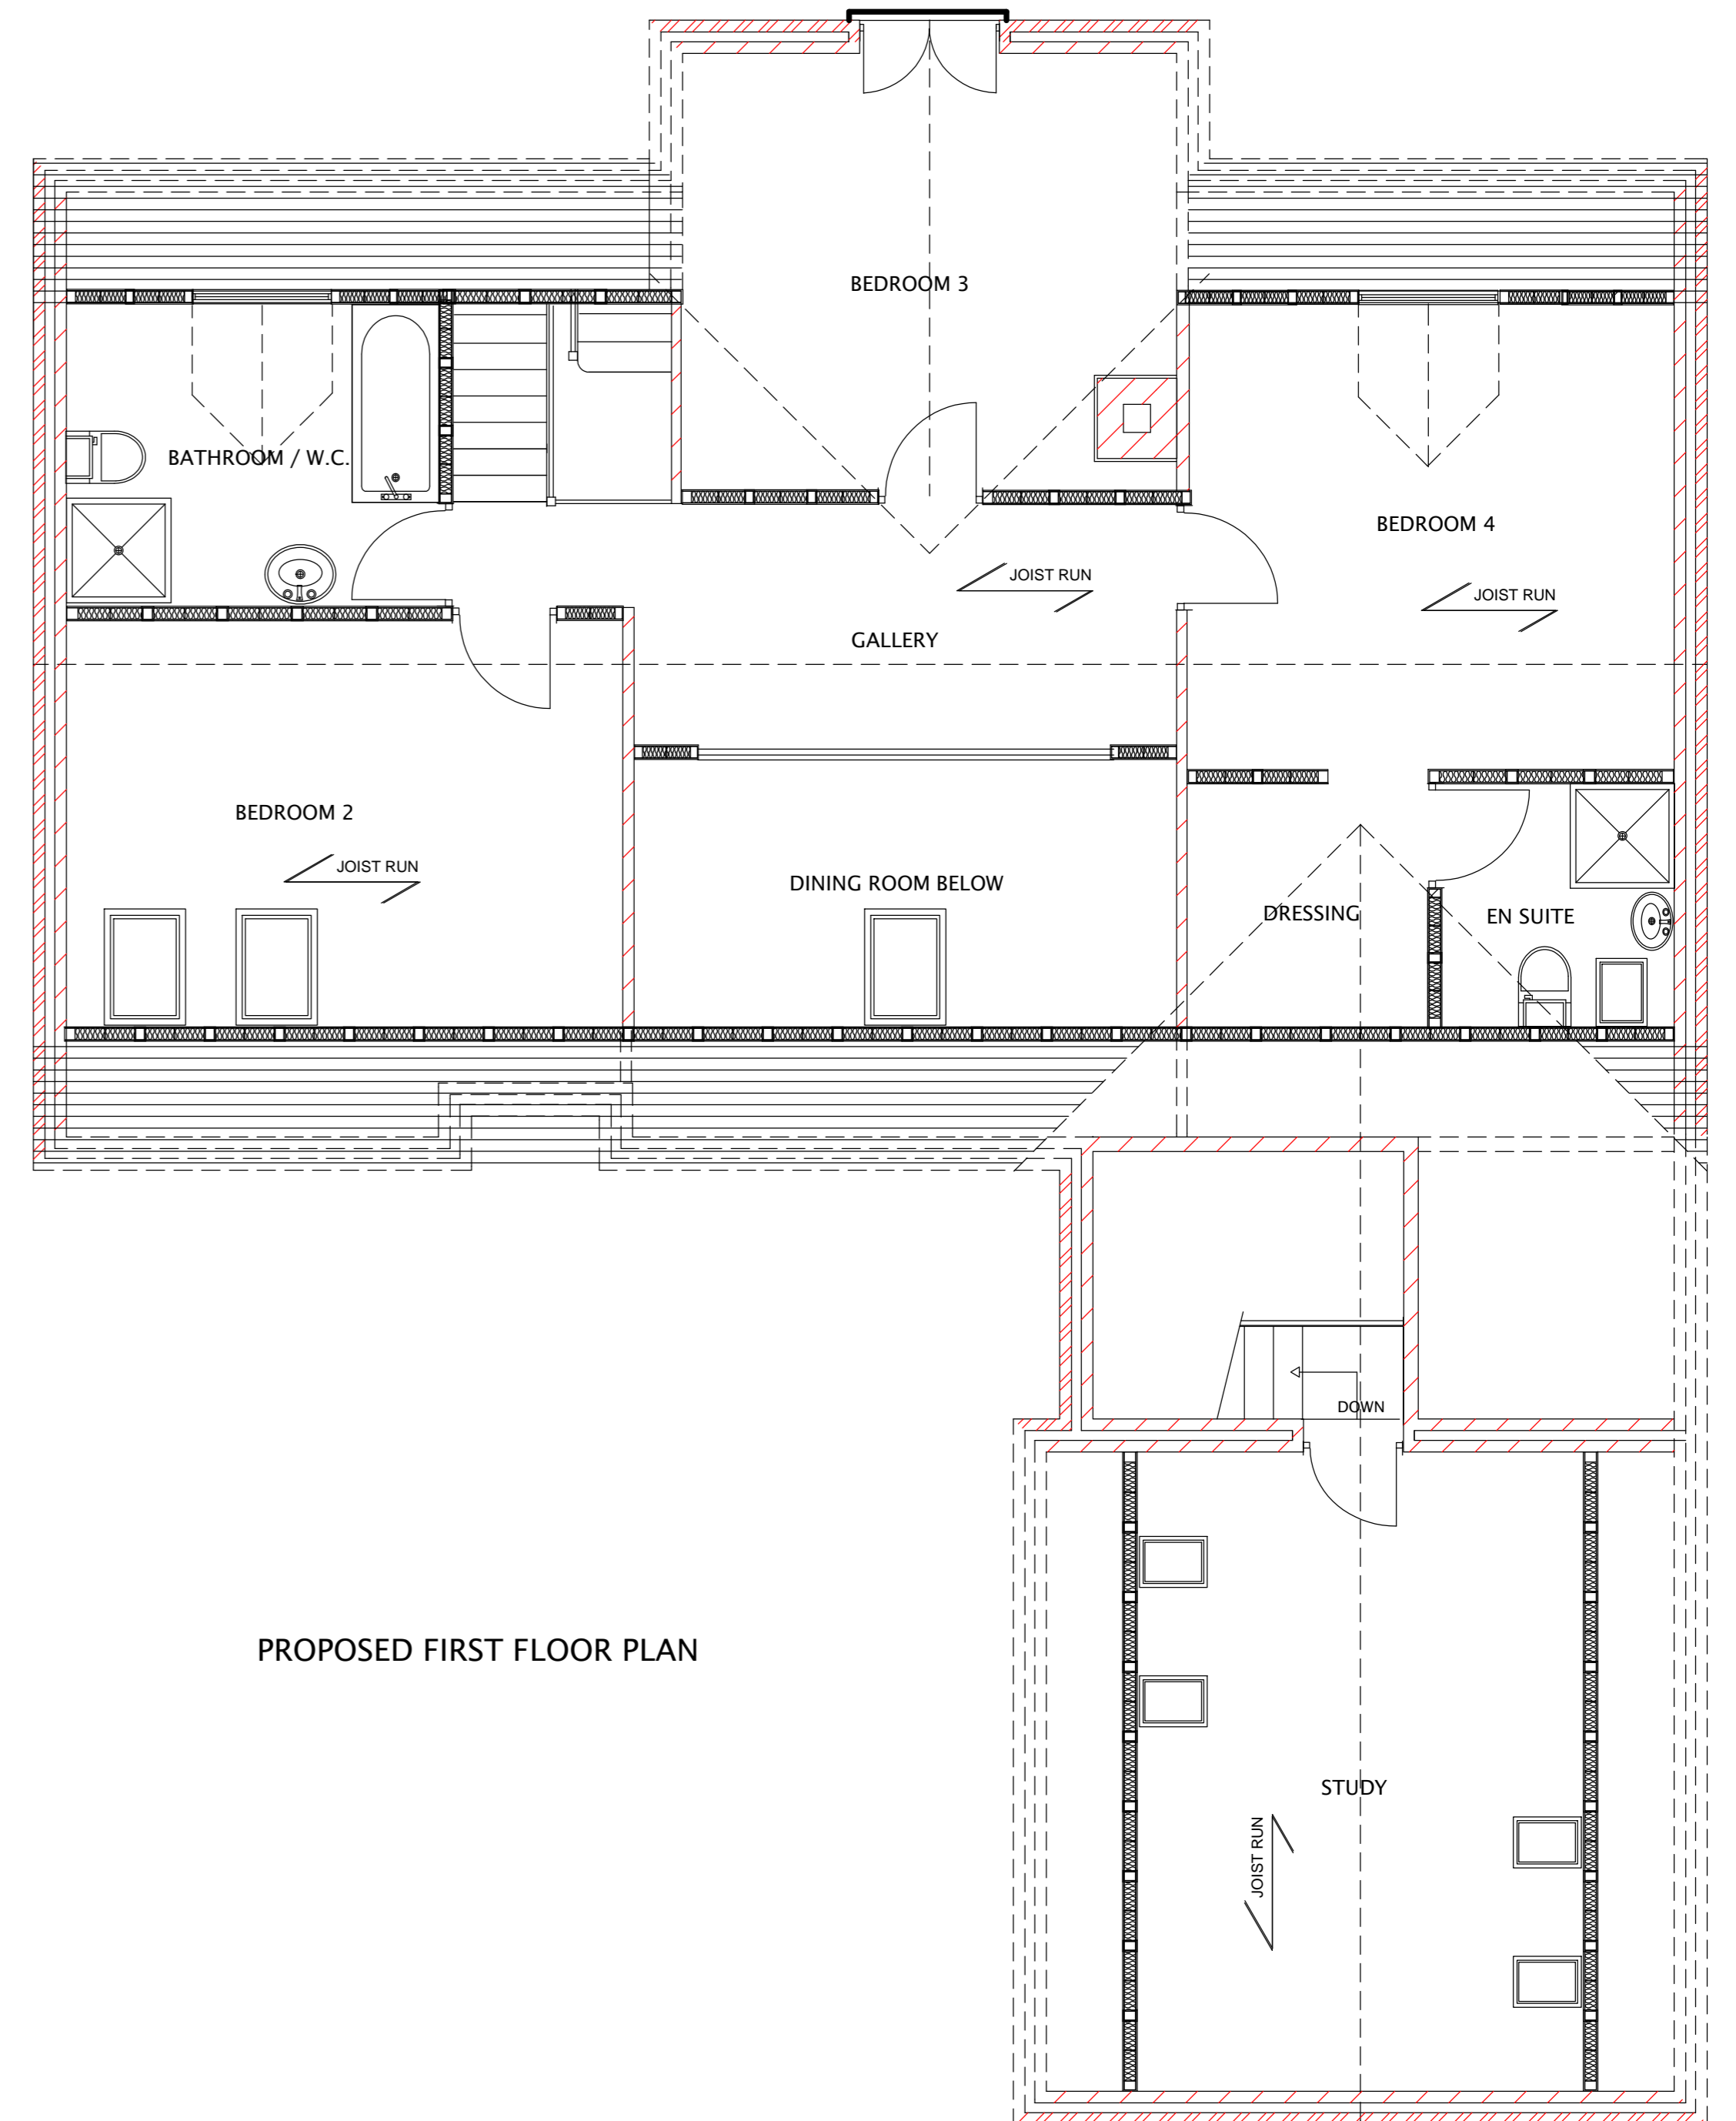 BEDROOM 3
BATHROOM / W.C.
BEDROOM 4
JOIST RUN
JOIST RUN
GALLERY
BEDROOM 2
JOIST RUN
DINING ROOM BELOW
DRESSING
EN SUITE
DOWN
PROPOSED FIRST FLOOR PLAN
STUDY
JOIST RUN